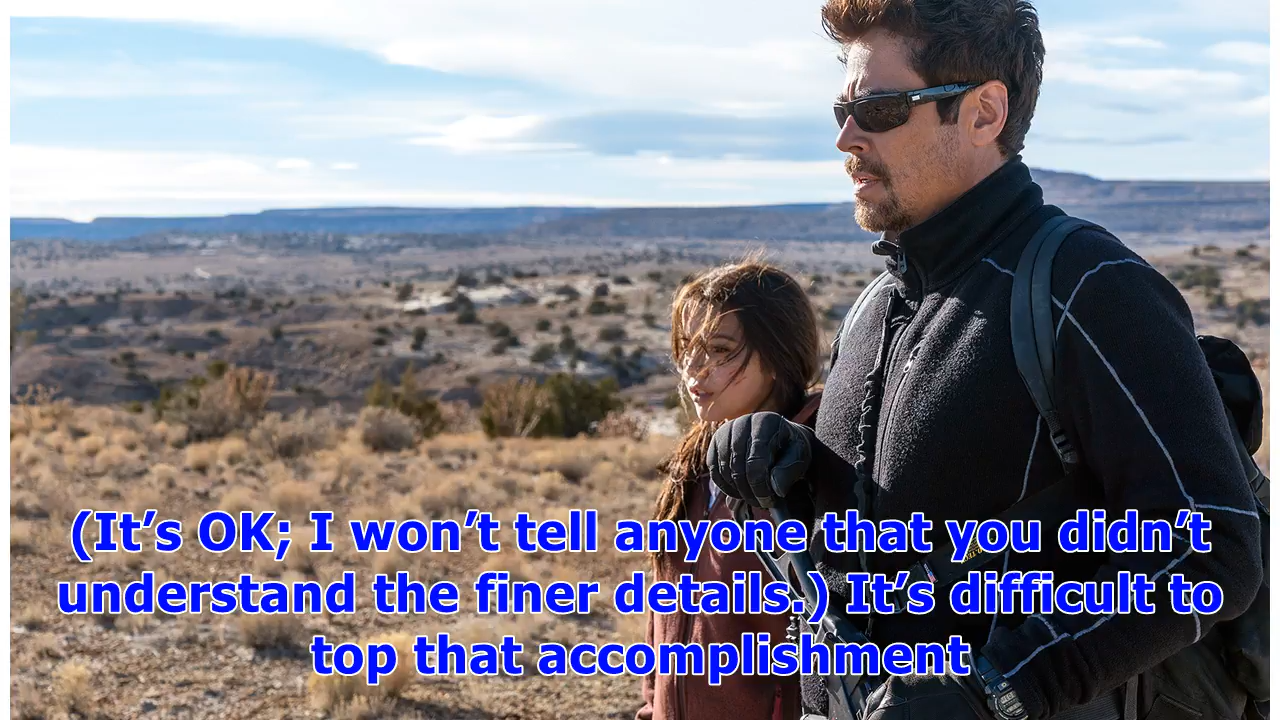 (It’s OK; I won’t tell anyone that you didn’t
understand the finer details.) It’s difficult to
top that accomplishment